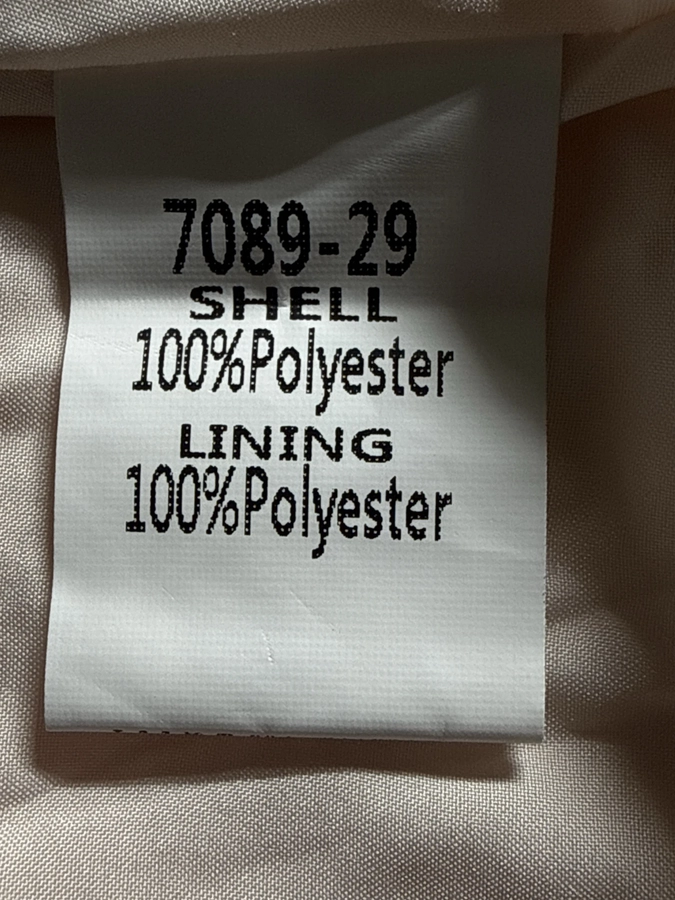 7089-29
SHELL
100%Polyester
LINING
100%Polyester